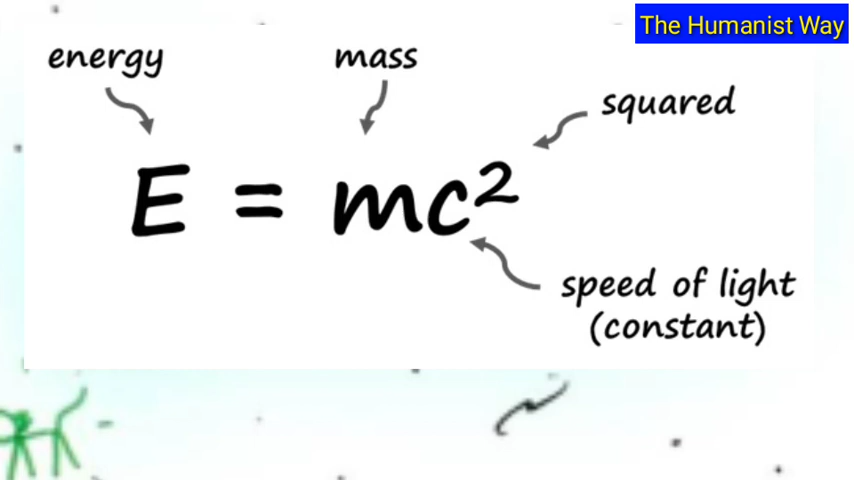 The Humanist Way
energy
mass
squared
E = mc²
speed of light
(constant)